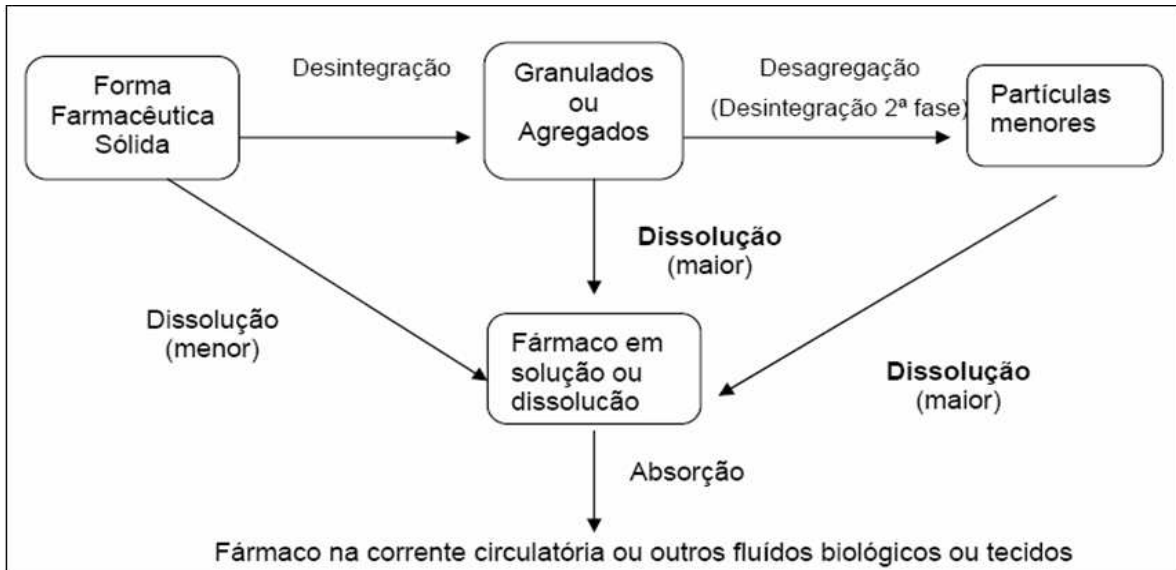 Forma
Farmacêutica
Sólida
Desintegração
Granulados
ou
Agregados
Desagregação
(Desintegração 2ª fase)
Partículas
menores
Dissolução
(menor)
Dissolução
(maior)
Dissolução
(maior)
Fármaco em
solução ou
dissolucão
Absorção
Fármaco na corrente circulatória ou outros fluídos biológicos ou tecidos